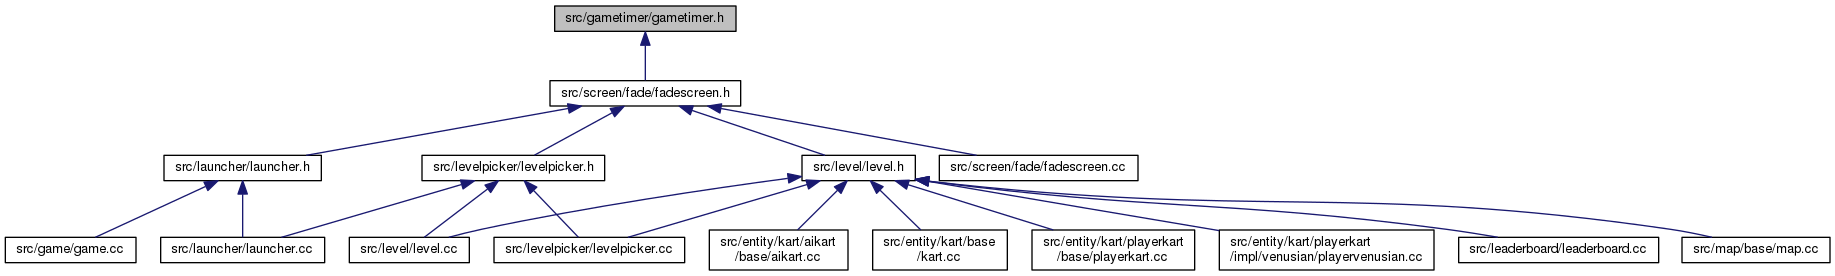 src/gametimer/gametimer.h
src/screen/fade/fadescreen.h
src/launcher/launcher.h
src/levelpicker/levelpicker.h
src/level/level.h
src/screen/fade/fadescreen.cc
src/game/game.cc
src/launcher/launcher.cc
src/level/level.cc
src/levelpicker/levelpicker.cc
src/entity/kart/aikart
/base/aikart.cc
src/entity/kart/base
/kart.cc
src/entity/kart/playerkart
/base/playerkart.cc
src/entity/kart/playerkart
/impl/venusian/playervenusian.cc
src/leaderboard/leaderboard.cc
src/map/base/map.cc